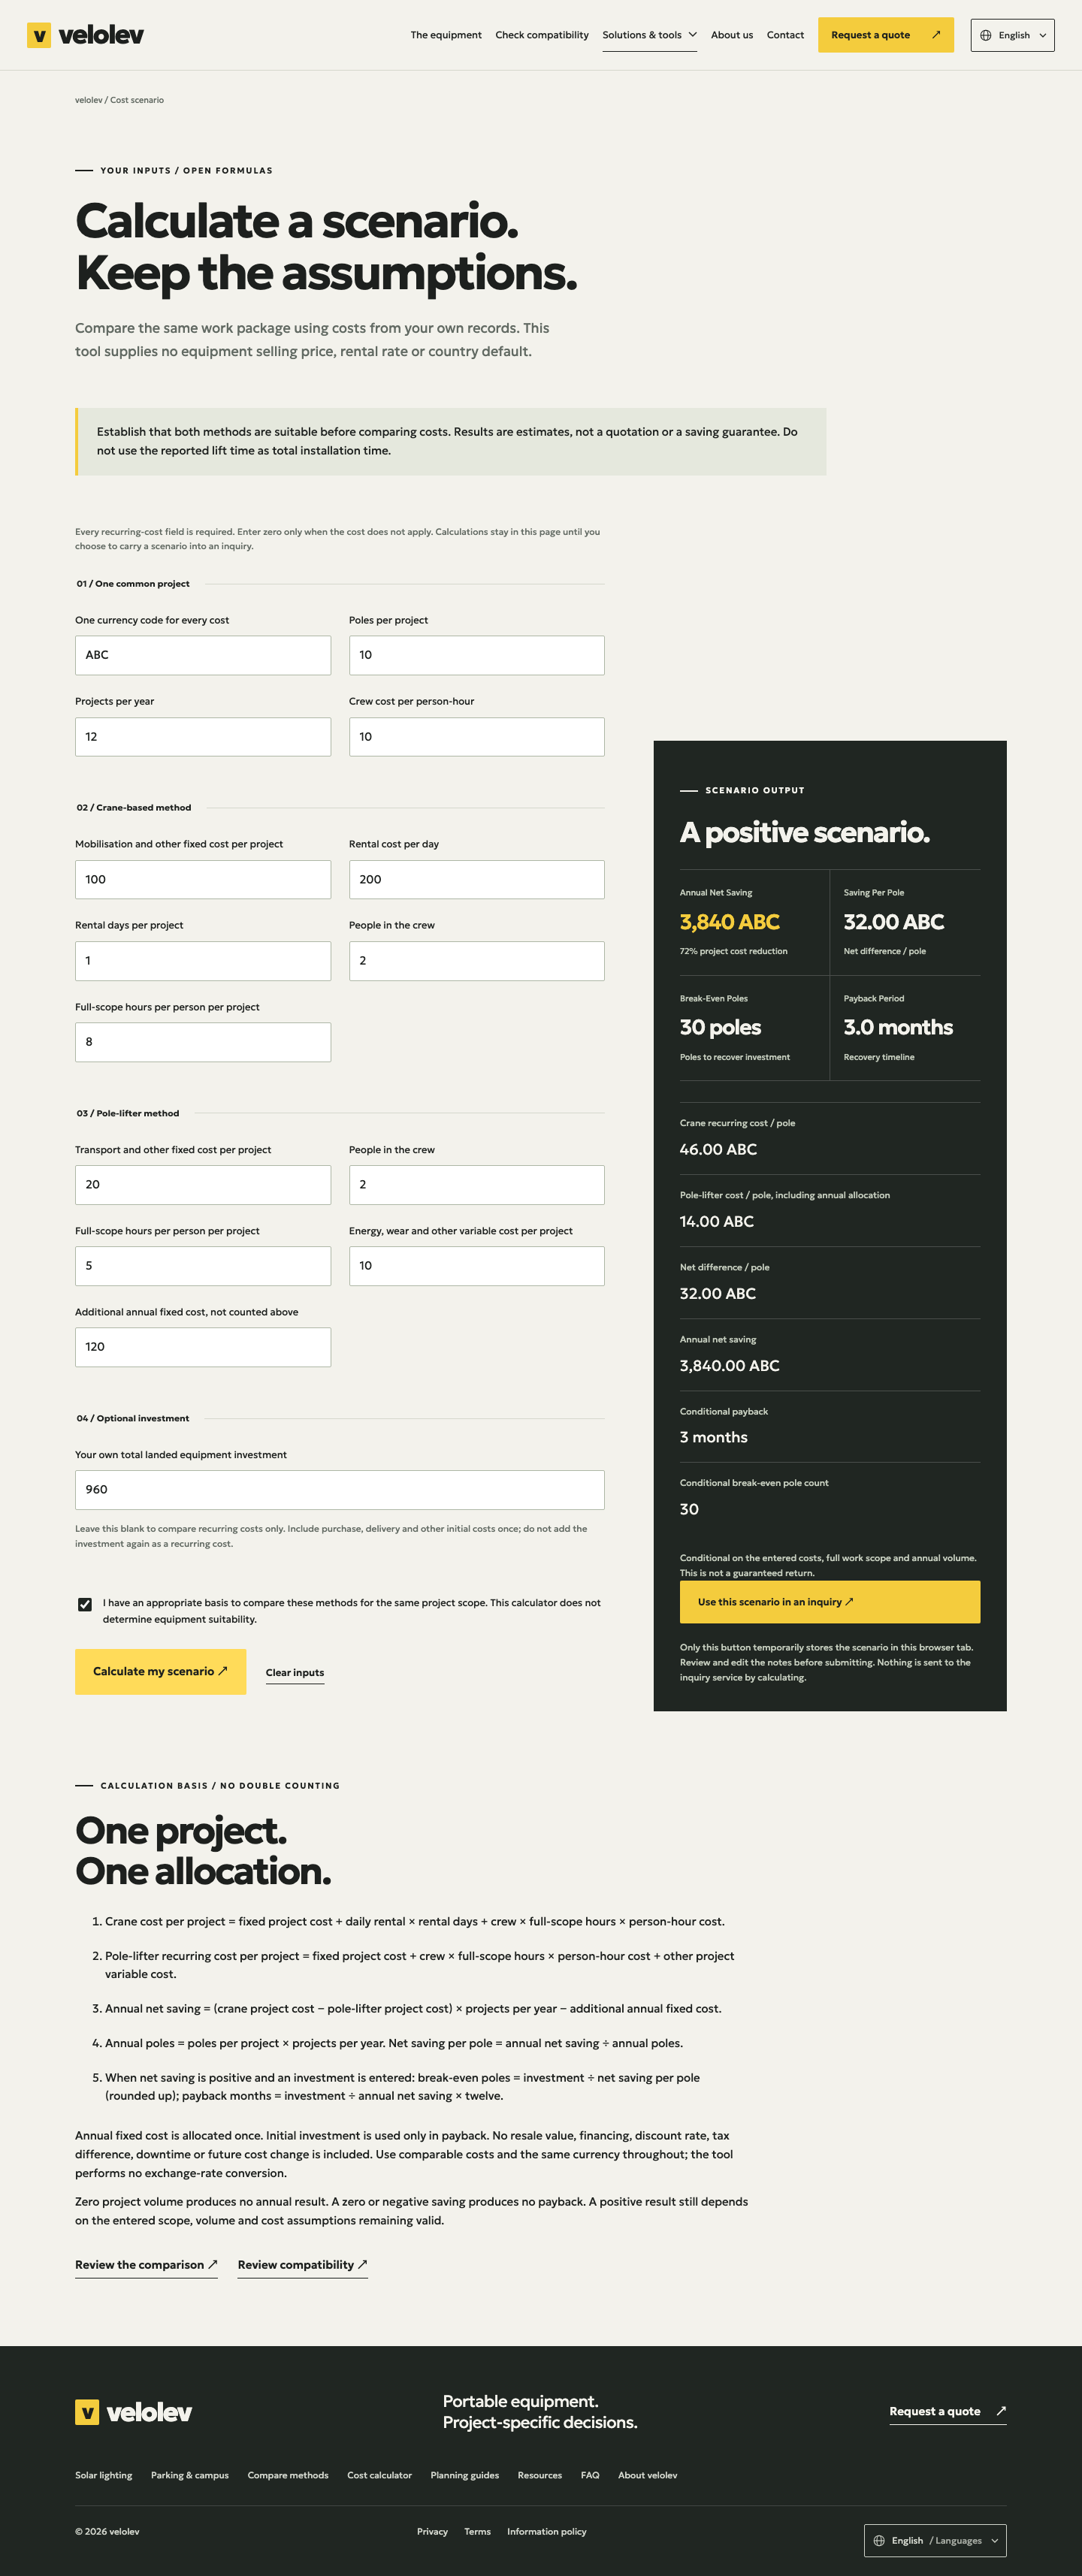 v velolev
The equipment
Check compatibility
Solutions & tools
About us
Contact
Request a quote ↗
English
velolev / Cost scenario
YOUR INPUTS / OPEN FORMULAS
Calculate a scenario.
Keep the assumptions.
Compare the same work package using costs from your own records. This
tool supplies no equipment selling price, rental rate or country default.
Establish that both methods are suitable before comparing costs. Results are estimates, not a quotation or a saving guarantee. Do
not use the reported lift time as total installation time.
Every recurring-cost field is required. Enter zero only when the cost does not apply. Calculations stay in this page until you
choose to carry a scenario into an inquiry.
01 / One common project
One currency code for every cost
ABC
Poles per project
10
Projects per year
12
Crew cost per person-hour
10
02 / Crane-based method
Mobilisation and other fixed cost per project
100
Rental cost per day
200
Rental days per project
1
People in the crew
2
Full-scope hours per person per project
8
03 / Pole-lifter method
Transport and other fixed cost per project
20
People in the crew
2
Full-scope hours per person per project
5
Energy, wear and other variable cost per project
10
Additional annual fixed cost, not counted above
120
04 / Optional investment
Your own total landed equipment investment
960
Leave this blank to compare recurring costs only. Include purchase, delivery and other initial costs once; do not add the
investment again as a recurring cost.
I have an appropriate basis to compare these methods for the same project scope. This calculator does not
determine equipment suitability.
Calculate my scenario ↗
Clear inputs
SCENARIO OUTPUT
A positive scenario.
Annual Net Saving
3,840 ABC
72% project cost reduction
Saving Per Pole
32.00 ABC
Net difference / pole
Break-Even Poles
30 poles
Poles to recover investment
Payback Period
3.0 months
Recovery timeline
Crane recurring cost / pole
46.00 ABC
Pole-lifter cost / pole, including annual allocation
14.00 ABC
Net difference / pole
32.00 ABC
Annual net saving
3,840.00 ABC
Conditional payback
3 months
Conditional break-even pole count
30
Conditional on the entered costs, full work scope and annual volume.
This is not a guaranteed return.
Use this scenario in an inquiry ↗
Only this button temporarily stores the scenario in this browser tab.
Review and edit the notes before submitting. Nothing is sent to the
inquiry service by calculating.
CALCULATION BASIS / NO DOUBLE COUNTING
One project.
One allocation.
1. Crane cost per project = fixed project cost + daily rental × rental days + crew × full-scope hours × person-hour cost.
2. Pole-lifter recurring cost per project = fixed project cost + crew × full-scope hours × person-hour cost + other project
variable cost.
3. Annual net saving = (crane project cost − pole-lifter project cost) × projects per year − additional annual fixed cost.
4. Annual poles = poles per project × projects per year. Net saving per pole = annual net saving ÷ annual poles.
5. When net saving is positive and an investment is entered: break-even poles = investment ÷ net saving per pole
(rounded up); payback months = investment ÷ annual net saving × twelve.
Annual fixed cost is allocated once. Initial investment is used only in payback. No resale value, financing, discount rate, tax
difference, downtime or future cost change is included. Use comparable costs and the same currency throughout; the tool
performs no exchange-rate conversion.
Zero project volume produces no annual result. A zero or negative saving produces no payback. A positive result still depends
on the entered scope, volume and cost assumptions remaining valid.
Review the comparison ↗
Review compatibility ↗
v velolev
Portable equipment.
Project-specific decisions.
Request a quote ↗
Solar lighting
Parking & campus
Compare methods
Cost calculator
Planning guides
Resources
FAQ
About velolev
© 2026 velolev
Privacy
Terms
Information policy
English / Languages